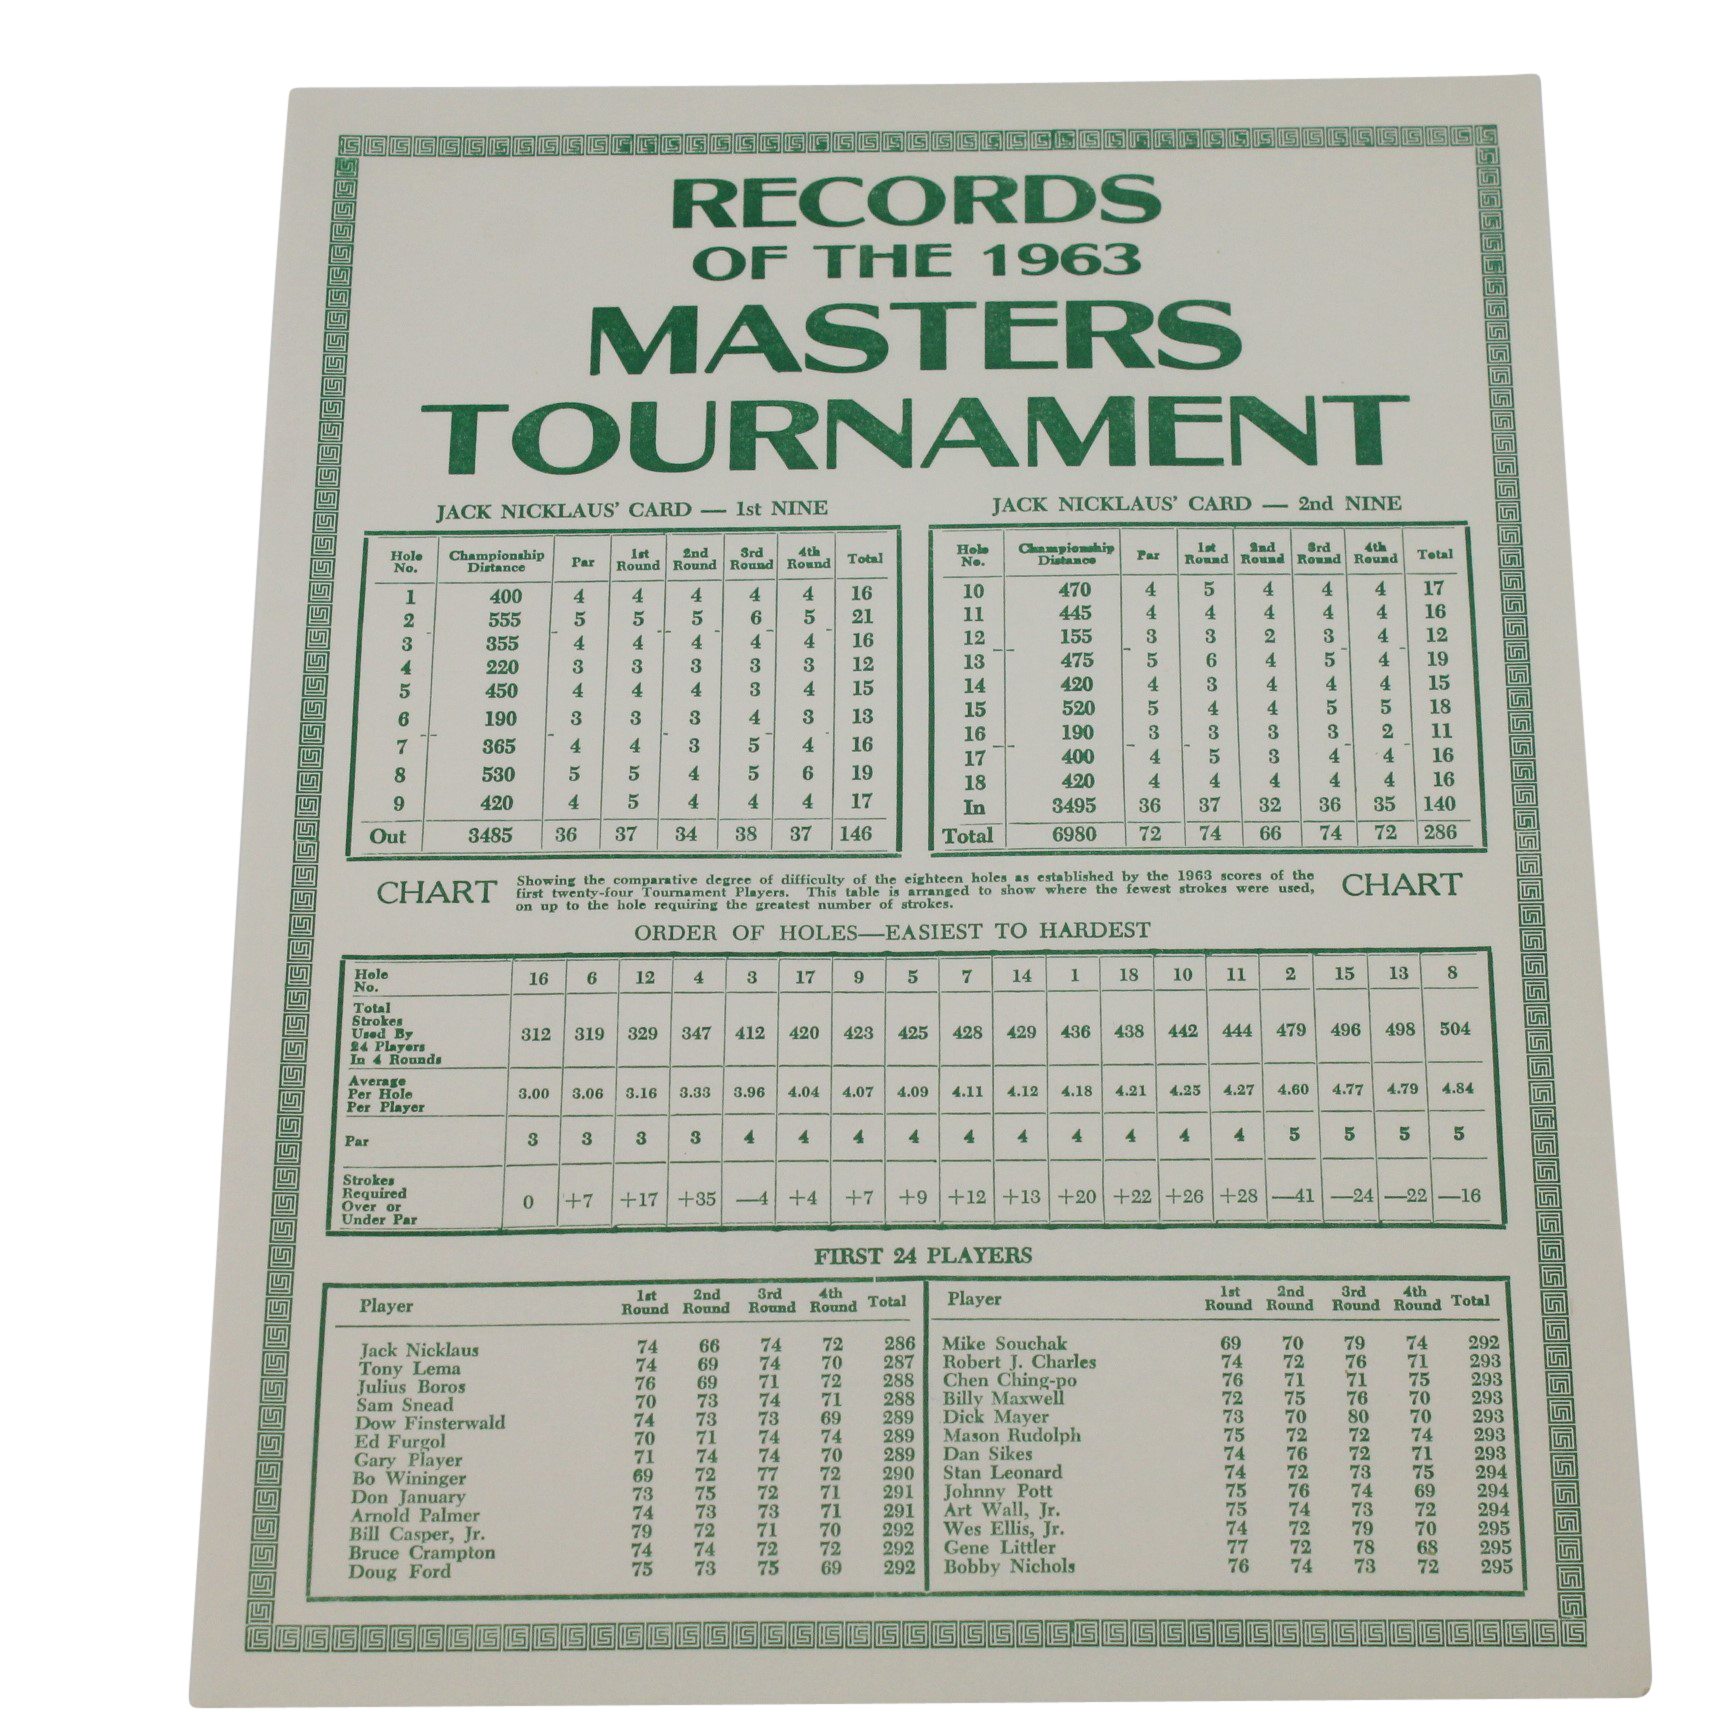 RECORDS
OF THE 1963
MASTERS
TOURNAMENT
JACK NICKLAUS' CARD — 1st NINE
Hole No. Championship Distance Par 1st Round 2nd Round 3rd Round 4th Round Total
1 400 4 4 4 4 4 16
2 555 5 5 5 6 5 21
3 355 4 4 4 4 4 16
4 220 3 3 3 3 3 12
5 450 4 4 4 3 4 15
6 190 3 3 3 4 3 13
7 365 4 4 3 5 4 16
8 530 5 5 4 5 6 19
9 420 4 5 4 4 4 17
Out 3485 36 37 34 38 37 146
JACK NICKLAUS' CARD — 2nd NINE
Hole No. Championship Distance Par 1st Round 2nd Round 3rd Round 4th Round Total
10 470 4 5 4 4 4 17
11 445 4 4 4 4 4 16
12 155 3 3 2 3 4 12
13 475 5 6 4 5 4 19
14 420 4 3 4 4 4 15
15 520 5 4 4 5 5 18
16 190 3 3 3 3 2 11
17 400 4 5 3 4 4 16
18 420 4 4 4 4 4 16
In 3495 36 37 32 36 35 140
Total 6980 72 74 66 74 72 286
CHART
Showing the comparative degree of difficulty of the eighteen holes as established by the 1963 scores of the
first twenty-four Tournament Players. This table is arranged to show where the fewest strokes were used,
on up to the hole requiring the greatest number of strokes.
CHART
ORDER OF HOLES—EASIEST TO HARDEST
Hole No. 16 6 12 4 3 17 9 5 7 14 1 18 10 11 2 15 13 8
Total Strokes Used By 24 Players In 4 Rounds 312 319 329 347 412 420 423 425 428 429 436 438 442 444 479 496 498 504
Average Per Hole Per Player 3.00 3.06 3.16 3.33 3.96 4.04 4.07 4.09 4.11 4.12 4.18 4.21 4.25 4.27 4.60 4.77 4.79 4.84
Par 3 3 3 3 4 4 4 4 4 4 4 4 4 4 5 5 5 5
Strokes Required Over or Under Par 0 +7 +17 +35 —4 +4 +7 +9 +12 +13 +20 +22 +26 +28 —41 —24 —22 —16
FIRST 24 PLAYERS
Player 1st Round 2nd Round 3rd Round 4th Round Total
Jack Nicklaus 74 66 74 72 286
Tony Lema 74 69 74 70 287
Julius Boros 76 69 71 72 288
Sam Snead 70 73 74 71 288
Dow Finsterwald 74 73 73 69 289
Ed Furgol 70 71 74 74 289
Gary Player 71 74 74 70 289
Bo Wininger 69 72 77 72 290
Don January 73 75 72 71 291
Arnold Palmer 74 73 73 71 291
Bill Casper, Jr. 79 72 71 70 292
Bruce Crampton 74 74 72 72 292
Doug Ford 75 73 75 69 292
Player 1st Round 2nd Round 3rd Round 4th Round Total
Mike Souchak 69 70 79 74 292
Robert J. Charles 74 72 76 71 293
Chen Ching-po 76 71 71 75 293
Billy Maxwell 72 75 76 70 293
Dick Mayer 73 70 80 70 293
Mason Rudolph 75 72 72 74 293
Dan Sikes 74 76 72 71 293
Stan Leonard 74 72 73 75 294
Johnny Pott 75 76 74 69 294
Art Wall, Jr. 75 74 73 72 294
Wes Ellis, Jr. 74 72 79 70 295
Gene Littler 77 72 78 68 295
Bobby Nichols 76 74 73 72 295